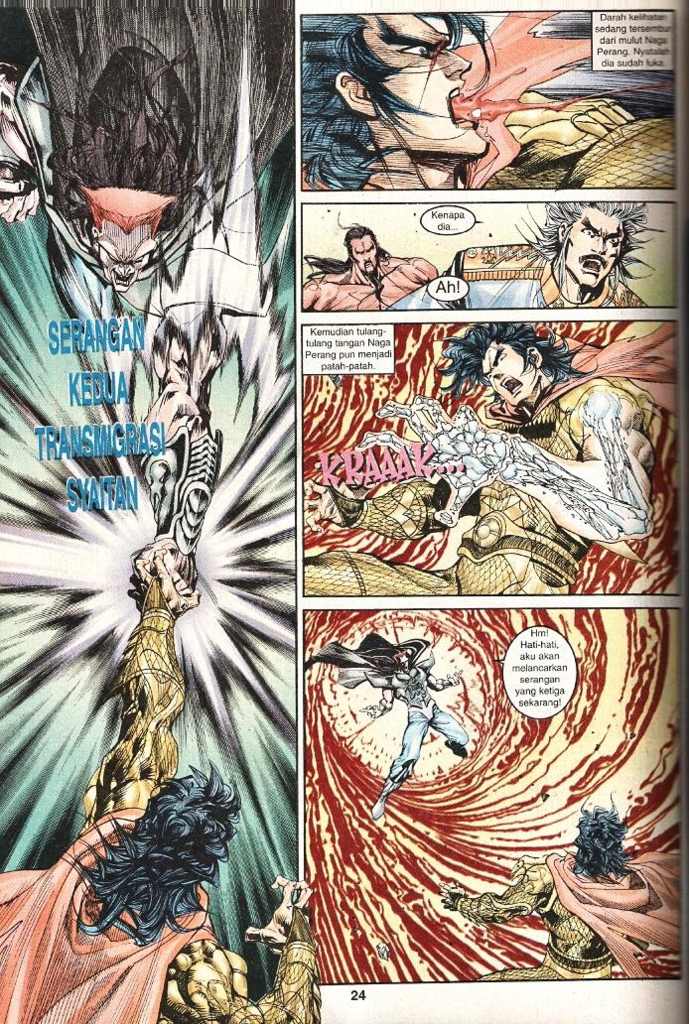 SERANGAN
KEDUA
TRANSMIGRASI
SYAITAN
Darah kelihatan
sedang tersembur
dari mulut Naga
Perang. Nyatalah
dia sudah luka.
Kenapa
dia...
Ah!
Kemudian tulang-
tulang tangan Naga
Perang pun menjadi
patah-patah.
KRAAAK...
Hm!
Hati-hati,
aku akan
melancarkan
serangan
yang ketiga
sekarang!
24